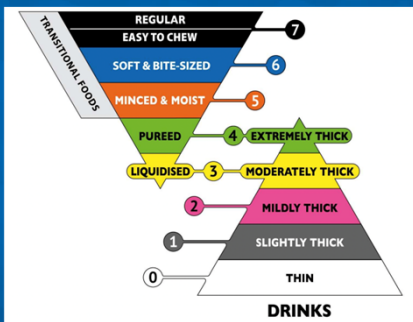 REGULAR
EASY TO CHEW
7
TRANSITIONAL FOODS
SOFT & BITE-SIZED
6
MINCED & MOIST
5
PUREED
4
EXTREMELY THICK
LIQUIDISED
3
MODERATELY THICK
2
MILDLY THICK
1
SLIGHTLY THICK
0
THIN
DRINKS